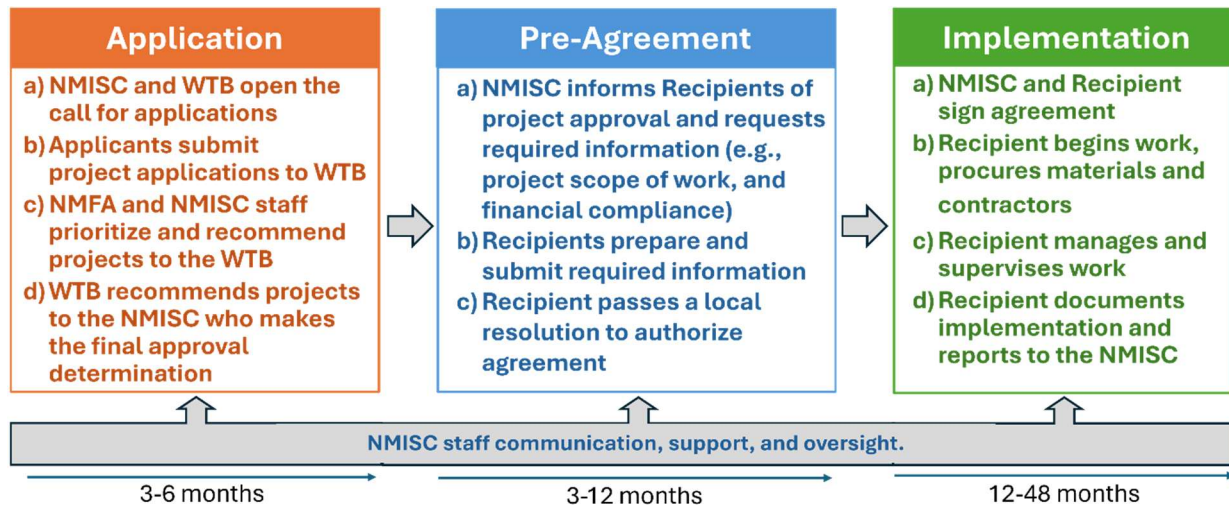 Application
a) NMISC and WTB open the
call for applications
b) Applicants submit
project applications to WTB
c) NMFA and NMISC staff
prioritize and recommend
projects to the WTB
d) WTB recommends projects
to the NMISC who makes
the final approval
determination
Pre-Agreement
a) NMISC informs Recipients of
project approval and requests
required information (e.g.,
project scope of work, and
financial compliance)
b) Recipients prepare and
submit required information
c) Recipient passes a local
resolution to authorize
agreement
Implementation
a) NMISC and Recipient
sign agreement
b) Recipient begins work,
procures materials and
contractors
c) Recipient manages and
supervises work
d) Recipient documents
implementation and
reports to the NMISC
NMISC staff communication, support, and oversight.
3-6 months
3-12 months
12-48 months